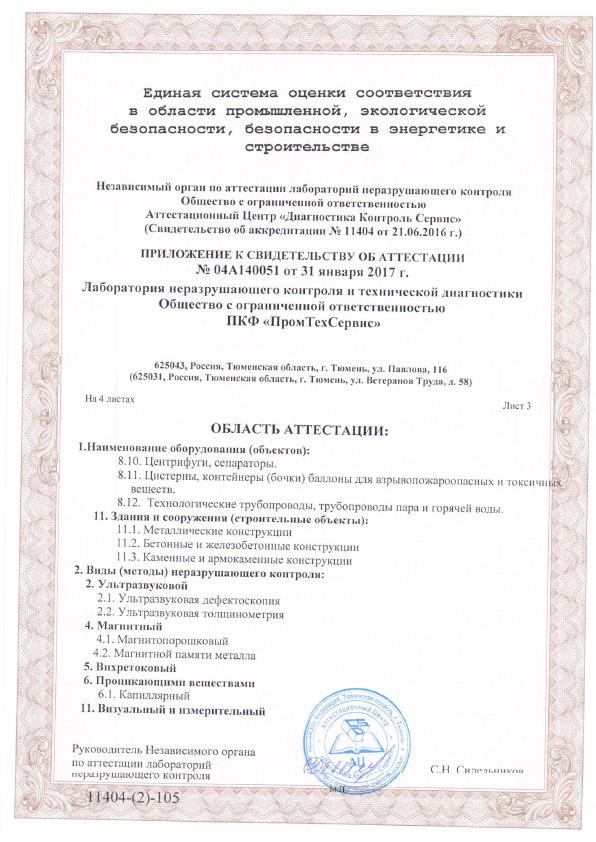 Единая система оценки соответствия
в области промышленной, экологической
безопасности, безопасности в энергетике и
строительстве
Независимый орган по аттестации лабораторий неразрушающего контроля
Общество с ограниченной ответственностью
Аттестационный Центр «Диагностика Контроль Сервис»
(Свидетельство об аккредитации № 11404 от 21.06.2016 г.)
ПРИЛОЖЕНИЕ К СВИДЕТЕЛЬСТВУ ОБ АТТЕСТАЦИИ
№ 04А140051 от 31 января 2017 г.
Лаборатория неразрушающего контроля и технической диагностики
Общество с ограниченной ответственностью
ПКФ «ПромТехСервис»
625043, Россия, Тюменская область, г. Тюмень, ул. Павлова, 116
(625031, Россия, Тюменская область, г. Тюмень, ул. Ветеранов Труда, д. 58)
На 4 листах
Лист 3
ОБЛАСТЬ АТТЕСТАЦИИ:
1.Наименование оборудования (объектов):
8.10. Центрифуги, сепараторы.
8.11. Цистерны, контейнеры (бочки) баллоны для взрывопожароопасных и токсичных
веществ.
8.12. Технологические трубопроводы, трубопроводы пара и горячей воды.
11. Здания и сооружения (строительные объекты):
11.1. Металлические конструкции
11.2. Бетонные и железобетонные конструкции
11.3. Каменные и армокаменные конструкции
2. Виды (методы) неразрушающего контроля:
2. Ультразвуковой
2.1. Ультразвуковая дефектоскопия
2.2. Ультразвуковая толщинометрия
4. Магнитный
4.1. Магнитопорошковый
4.2. Магнитной памяти металла
5. Вихретоковый
6. Проникающими веществами
6.1. Капиллярный
11. Визуальный и измерительный
Аттестационный Центр
АЦ
Руководитель Независимого органа
по аттестации лабораторий
неразрушающего контроля
С.Н. Сидельников
М.П.
11404-(2)-105